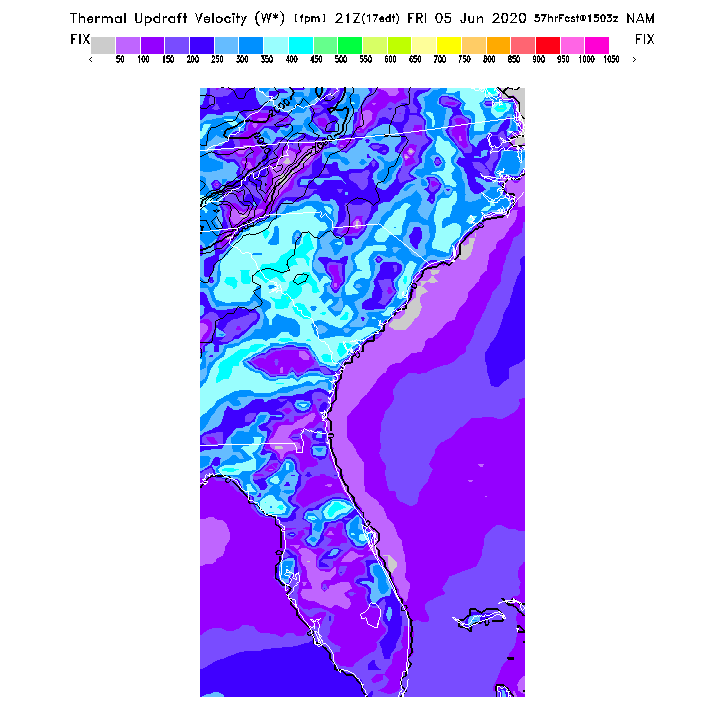 Thermal Updraft Velocity (W*) [fpm] 21Z(17edt) FRI 05 Jun 2020 57hrFcst@1503z NAM
FIX FIX
< 50 100 150 200 250 300 350 400 450 500 550 600 650 700 750 800 850 900 950 1000 1050 >